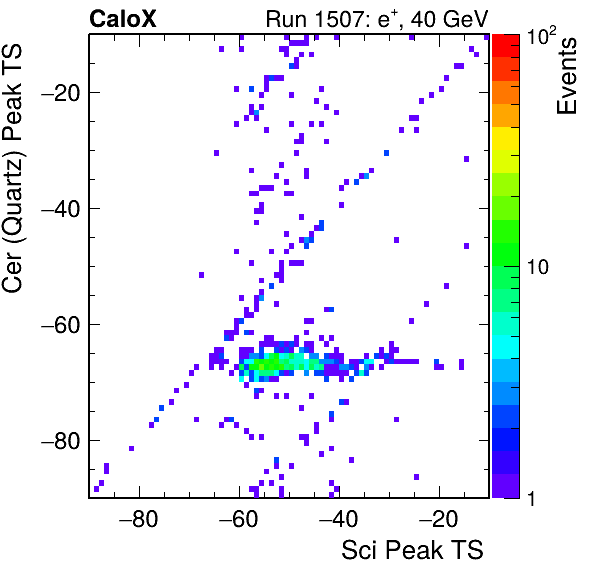 CaloX
Run 1507: e⁺, 40 GeV
Cer (Quartz) Peak TS
−20
−40
−60
−80
−80
−60
−40
−20
Sci Peak TS
10²
10
1
Events